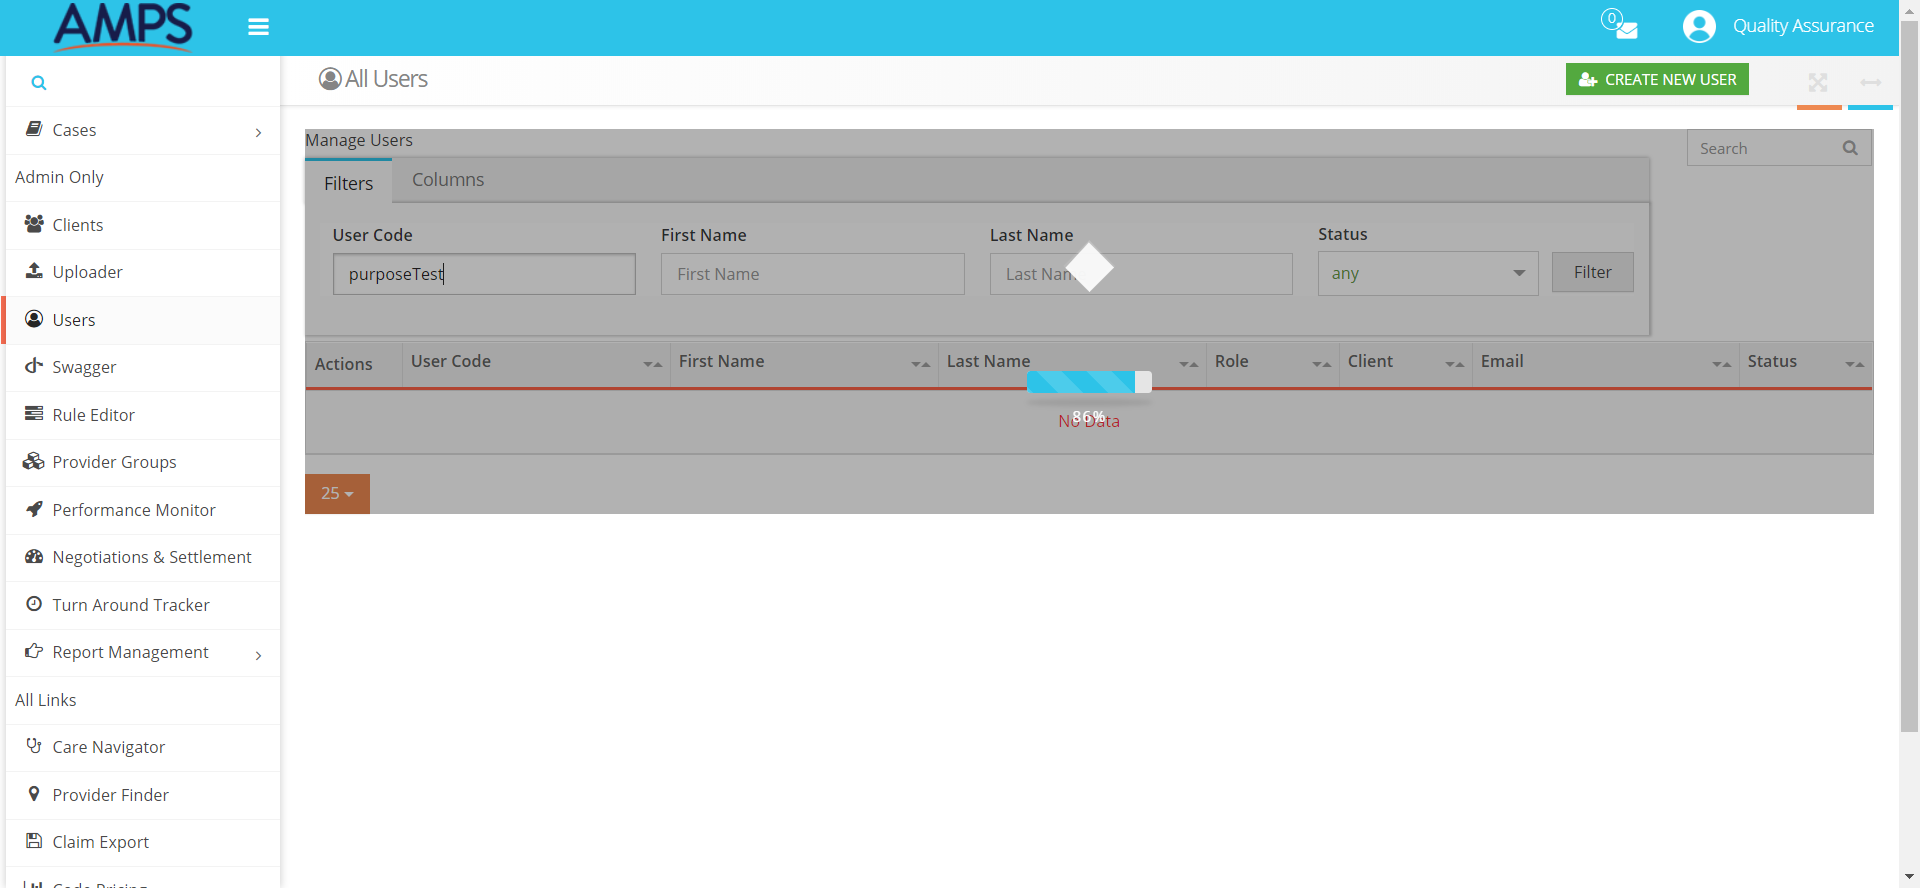 AMPS
0
Quality Assurance
All Users
CREATE NEW USER
Cases
Admin Only
Clients
Uploader
Users
Swagger
Rule Editor
Provider Groups
Performance Monitor
Negotiations & Settlement
Turn Around Tracker
Report Management
All Links
Care Navigator
Provider Finder
Claim Export
Manage Users
Search
Filters
Columns
User Code
First Name
Last Name
Status
purposeTest
First Name
Last Nam
any
Filter
Actions
User Code
First Name
Last Name
Role
Client
Email
Status
86%
No Data
25